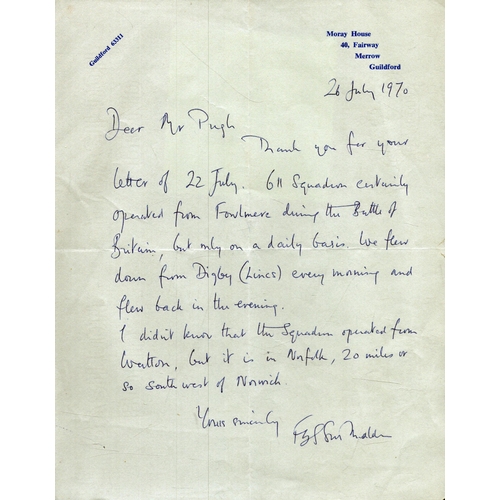 Guildford 63311
Moray House
40, Fairway
Merrow
Guildford
26 July 1970
Dear Mr Pugh
Thank you for your
letter of 22 July. 611 Squadron certainly
operated from Fowlmere during the Battle of
Britain, but only on a daily basis. We flew
down from Digby (Lincs) every morning and
flew back in the evening.
I didn't know that the Squadron operated from
Watton, but it is in Norfolk, 20 miles or
so south west of Norwich.
Yours sincerely